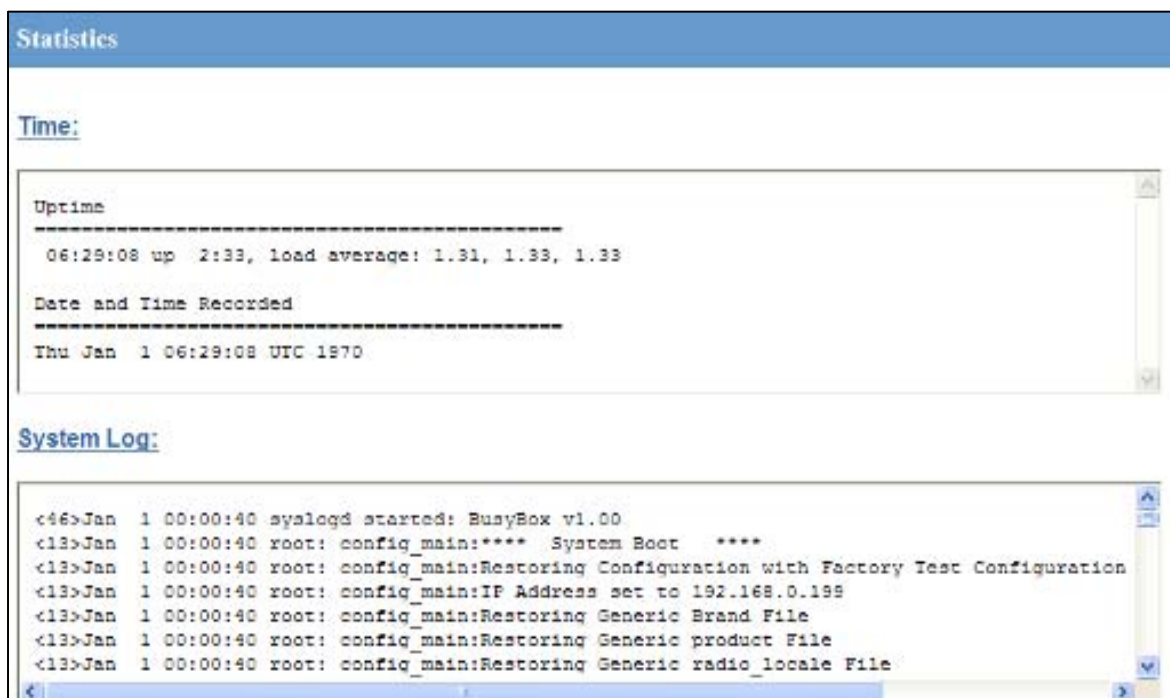 Statistics
Time:
Uptime
---------------------------------------------
06:29:08 up  2:33, load average: 1.31, 1.33, 1.33
Date and Time Recorded
---------------------------------------------
Thu Jan  1 06:29:08 UTC 1970
System Log:
<46>Jan  1 00:00:40 syslogd started: BusyBox v1.00
<13>Jan  1 00:00:40 root: config_main:****  System Boot   ****
<13>Jan  1 00:00:40 root: config_main:Restoring Configuration with Factory Test Configuration
<13>Jan  1 00:00:40 root: config_main:IP Address set to 192.168.0.199
<13>Jan  1 00:00:40 root: config_main:Restoring Generic Brand File
<13>Jan  1 00:00:40 root: config_main:Restoring Generic product File
<13>Jan  1 00:00:40 root: config_main:Restoring Generic radio_locale File